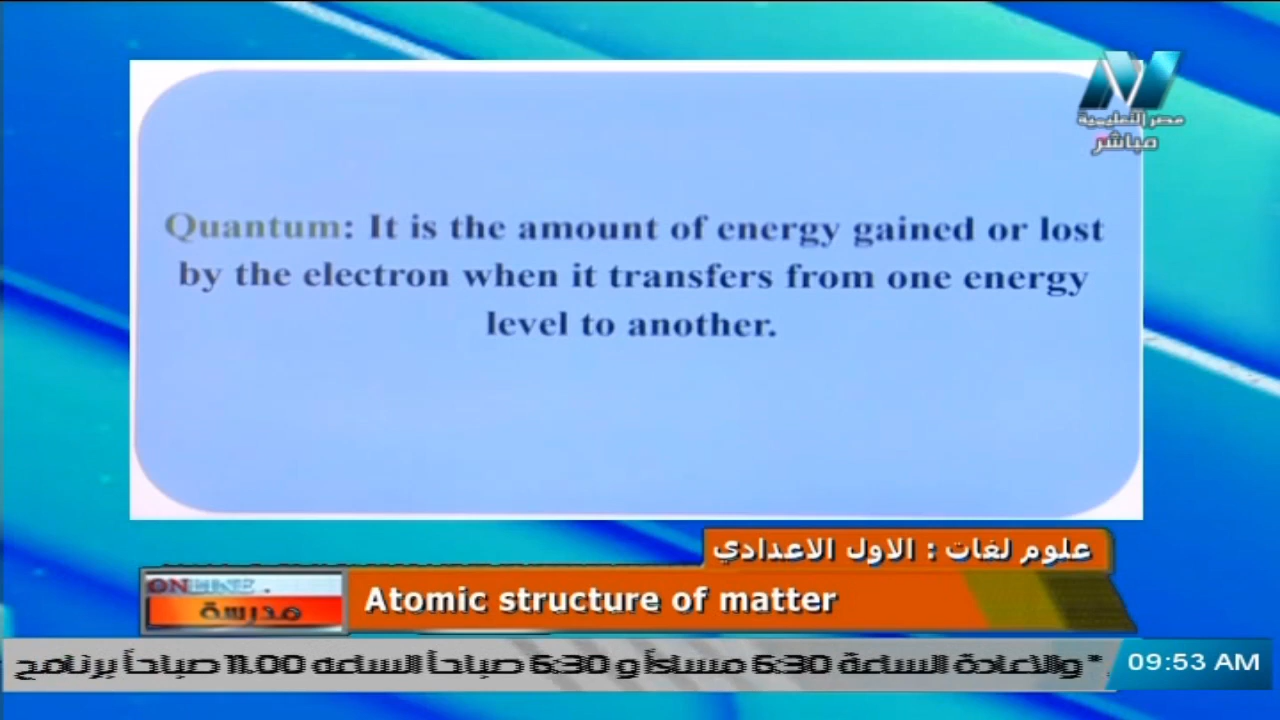 مصر التعليمية
مباشر
Quantum: It is the amount of energy gained or lost
by the electron when it transfers from one energy
level to another.
علوم لغات : الاول الاعدادي
ONLINE
مدرسة
Atomic structure of matter
* والاعادة الساعة 6:30 مساءاً و 6:30 صباحاً الساعه 11.00 صباحاً برنامج
09:53 AM